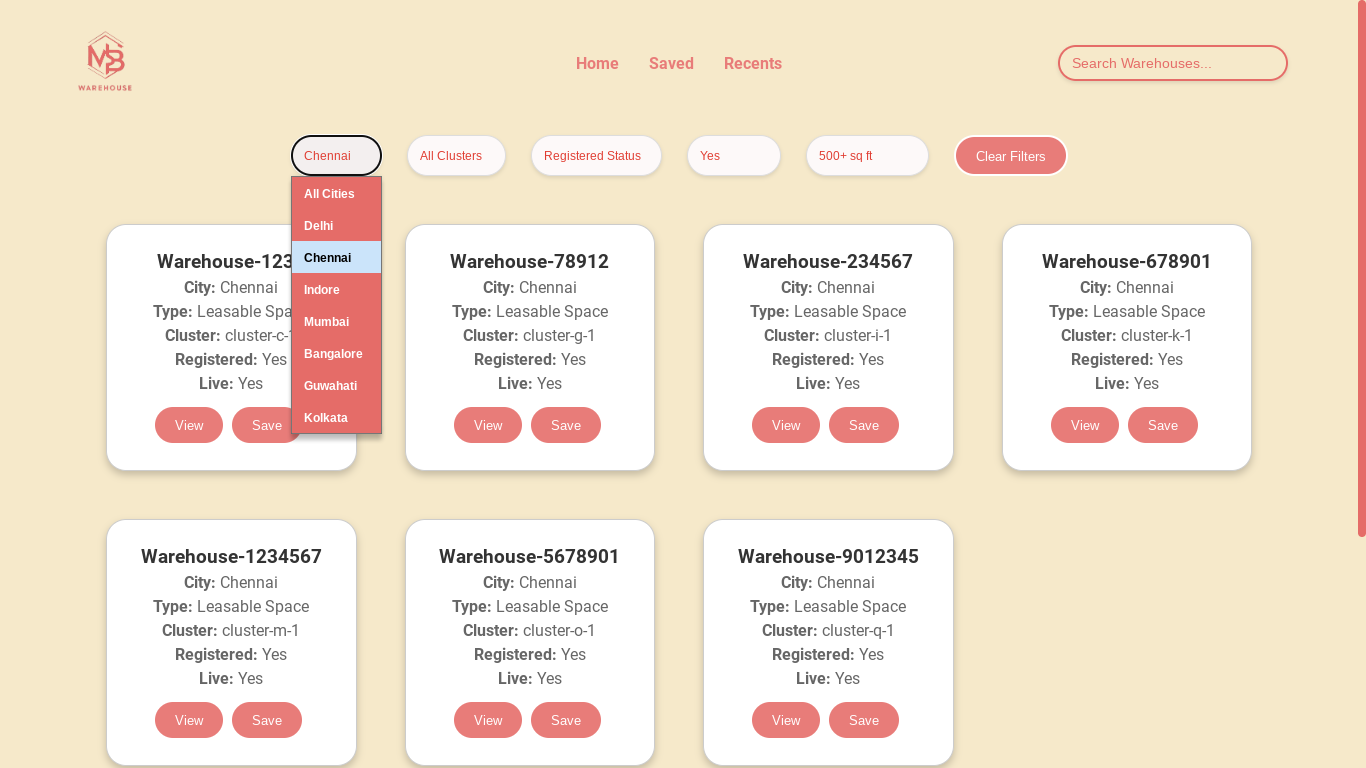 MB
WAREHOUSE
Home
Saved
Recents
Search Warehouses...
Chennai
All Clusters
Registered Status
Yes
500+ sq ft
Clear Filters
All Cities
Delhi
Chennai
Indore
Mumbai
Bangalore
Guwahati
Kolkata
City: Chennai
Type: Leasable
Cluster:
Registered: Yes
Live: Yes
View
Save
Warehouse-78912
City: Chennai
Type: Leasable Space
Cluster: cluster-g-1
Registered: Yes
Live: Yes
View
Save
Warehouse-234567
City: Chennai
Type: Leasable Space
Cluster: cluster-i-1
Registered: Yes
Live: Yes
View
Save
Warehouse-678901
City: Chennai
Type: Leasable Space
Cluster: cluster-k-1
Registered: Yes
Live: Yes
View
Save
Warehouse-1234567
City: Chennai
Type: Leasable Space
Cluster: cluster-m-1
Registered: Yes
Live: Yes
View
Save
Warehouse-5678901
City: Chennai
Type: Leasable Space
Cluster: cluster-o-1
Registered: Yes
Live: Yes
View
Save
Warehouse-9012345
City: Chennai
Type: Leasable Space
Cluster: cluster-q-1
Registered: Yes
Live: Yes
View
Save